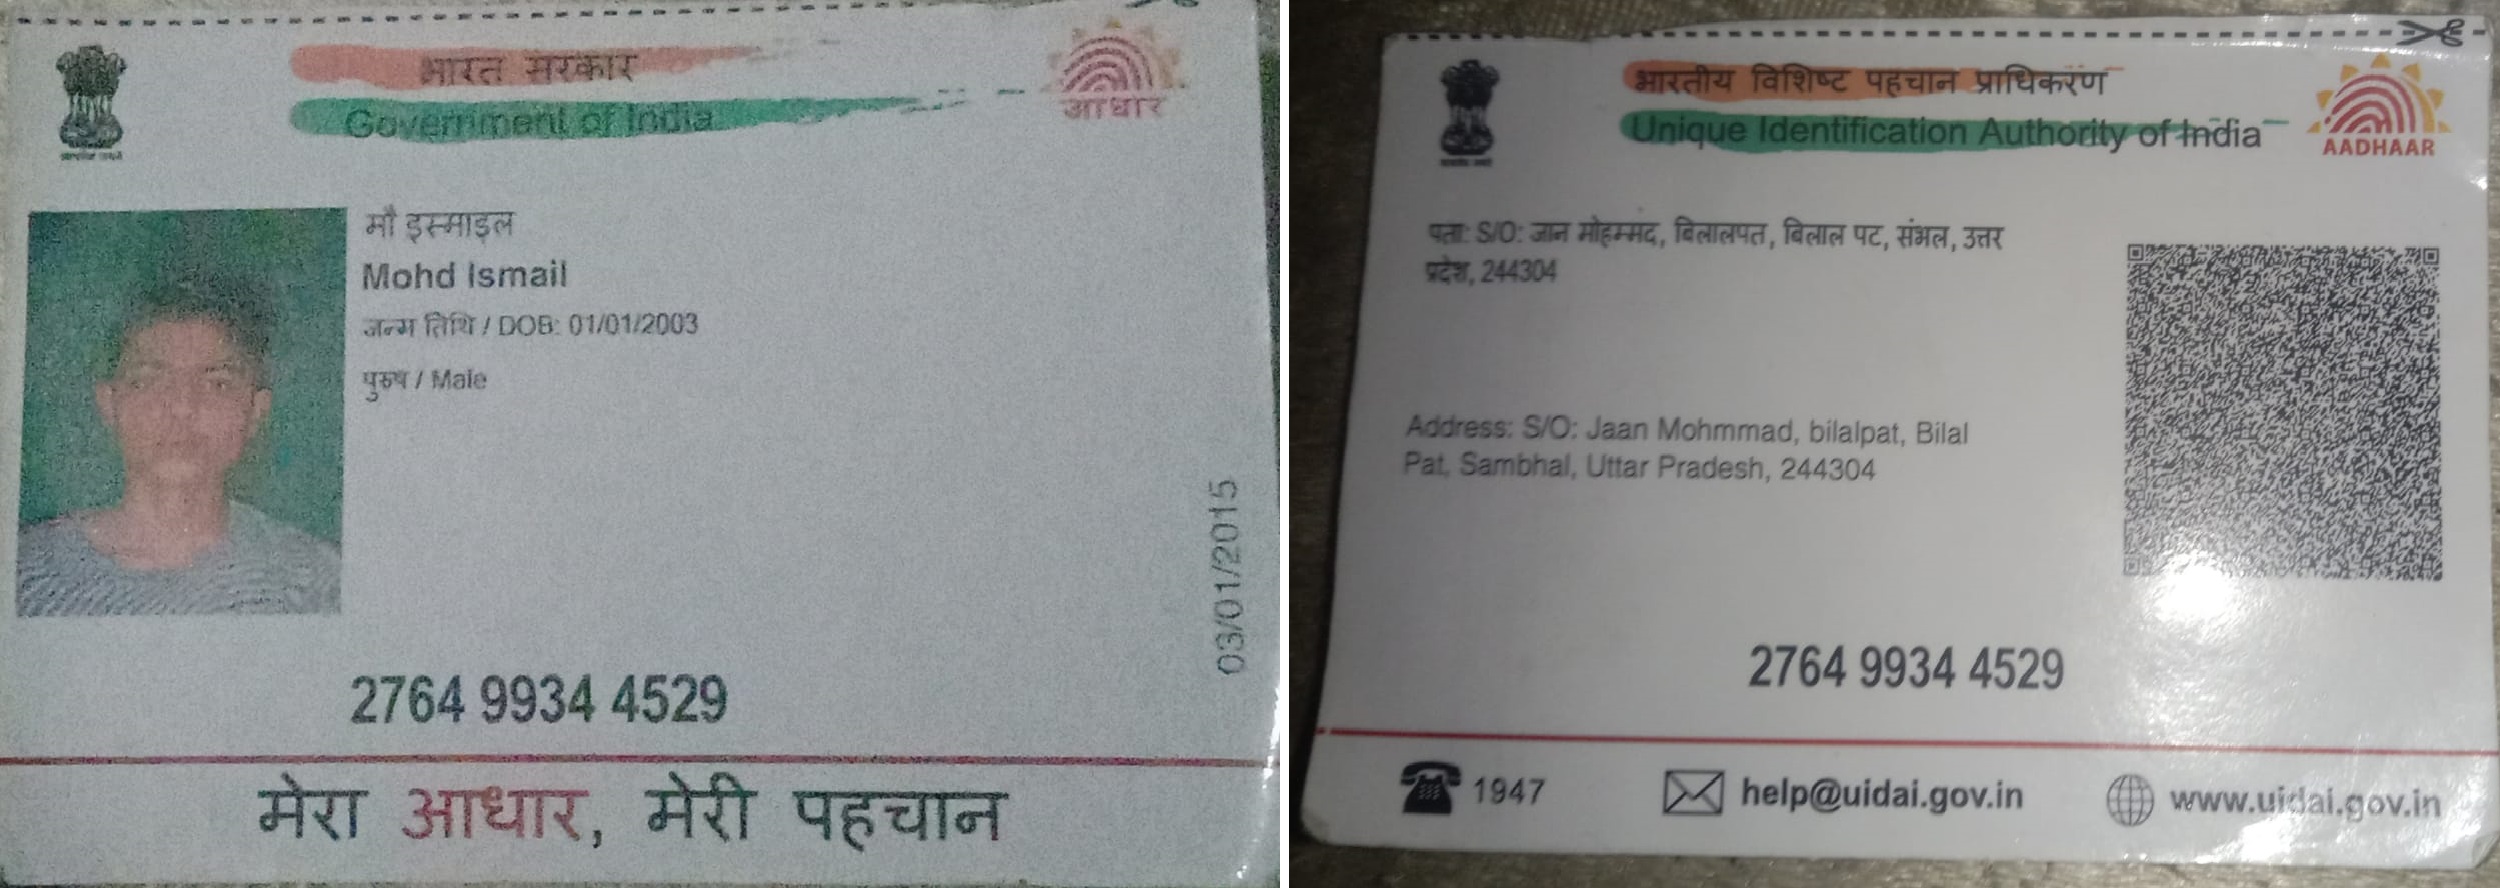 भारत सरकार
Government of India
आधार
मौ इस्माइल
Mohd Ismail
जन्म तिथि / DOB: 01/01/2003
पुरुष / Male
03/01/2015
2764 9934 4529
मेरा आधार, मेरी पहचान
भारतीय विशिष्ट पहचान प्राधिकरण
Unique Identification Authority of India
AADHAAR
पता: S/O: जान मोहम्मद, बिलालपत, बिलाल पट, संभल, उत्तर
प्रदेश, 244304
Address: S/O: Jaan Mohmmad, bilalpat, Bilal
Pat, Sambhal, Uttar Pradesh, 244304
2764 9934 4529
1947
help@uidai.gov.in
www.uidai.gov.in